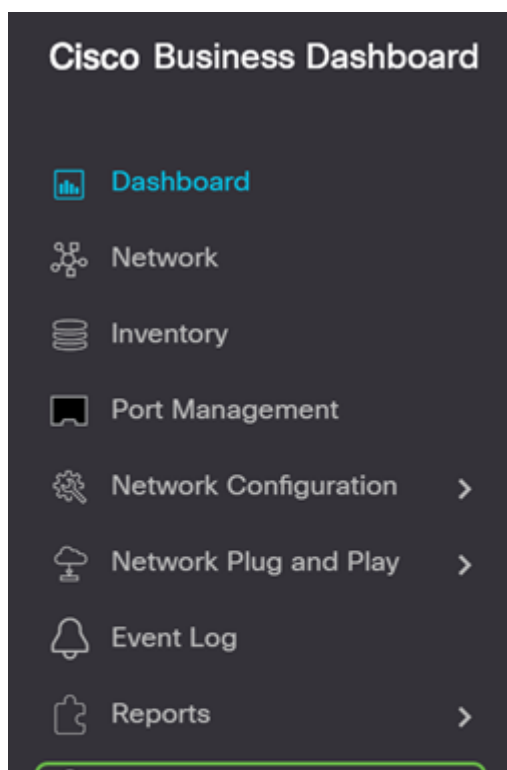 Cisco Business Dashboard
Dashboard
Network
Inventory
Port Management
Network Configuration
Network Plug and Play
Event Log
Reports